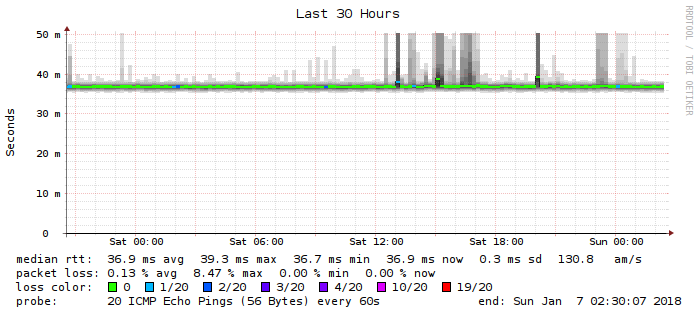 Last 30 Hours
RRDTOOL / TOBI OETIKER
Seconds
50 m
40 m
30 m
20 m
10 m
0
Sat 00:00 Sat 06:00 Sat 12:00 Sat 18:00 Sun 00:00
median rtt: 36.9 ms avg 39.3 ms max 36.7 ms min 36.9 ms now 0.3 ms sd 130.8 am/s
packet loss: 0.13 % avg 8.47 % max 0.00 % min 0.00 % now
loss color: 0 1/20 2/20 3/20 4/20 10/20 19/20
probe: 20 ICMP Echo Pings (56 Bytes) every 60s end: Sun Jan 7 02:30:07 2018